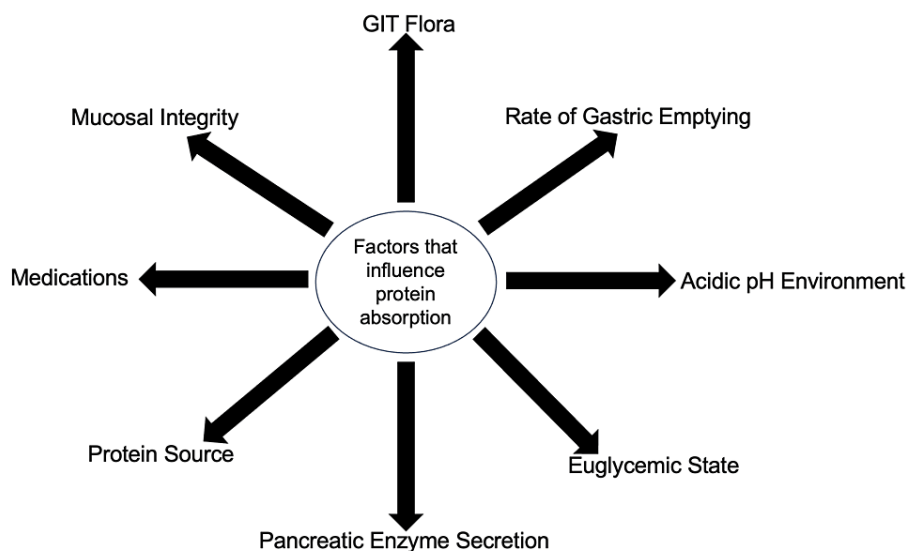 GIT Flora
Mucosal Integrity
Rate of Gastric Emptying
Factors that
influence
protein
absorption
Medications
Acidic pH Environment
Protein Source
Euglycemic State
Pancreatic Enzyme Secretion